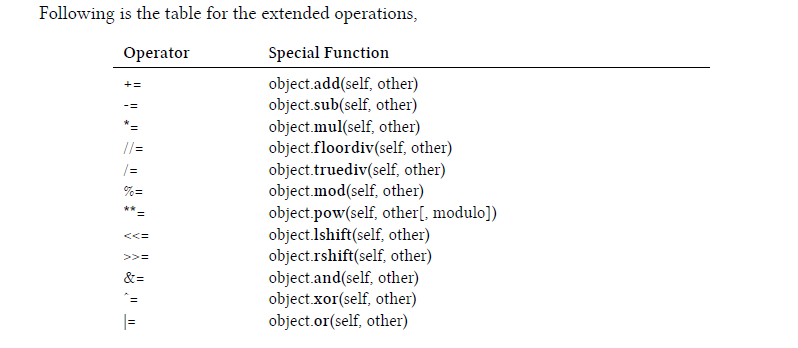 Following is the table for the extended operations,
Operator Special Function
+= object.add(self, other)
-= object.sub(self, other)
*= object.mul(self, other)
//= object.floordiv(self, other)
/= object.truediv(self, other)
%= object.mod(self, other)
**= object.pow(self, other[, modulo])
<<= object.lshift(self, other)
>>= object.rshift(self, other)
&= object.and(self, other)
^= object.xor(self, other)
|= object.or(self, other)